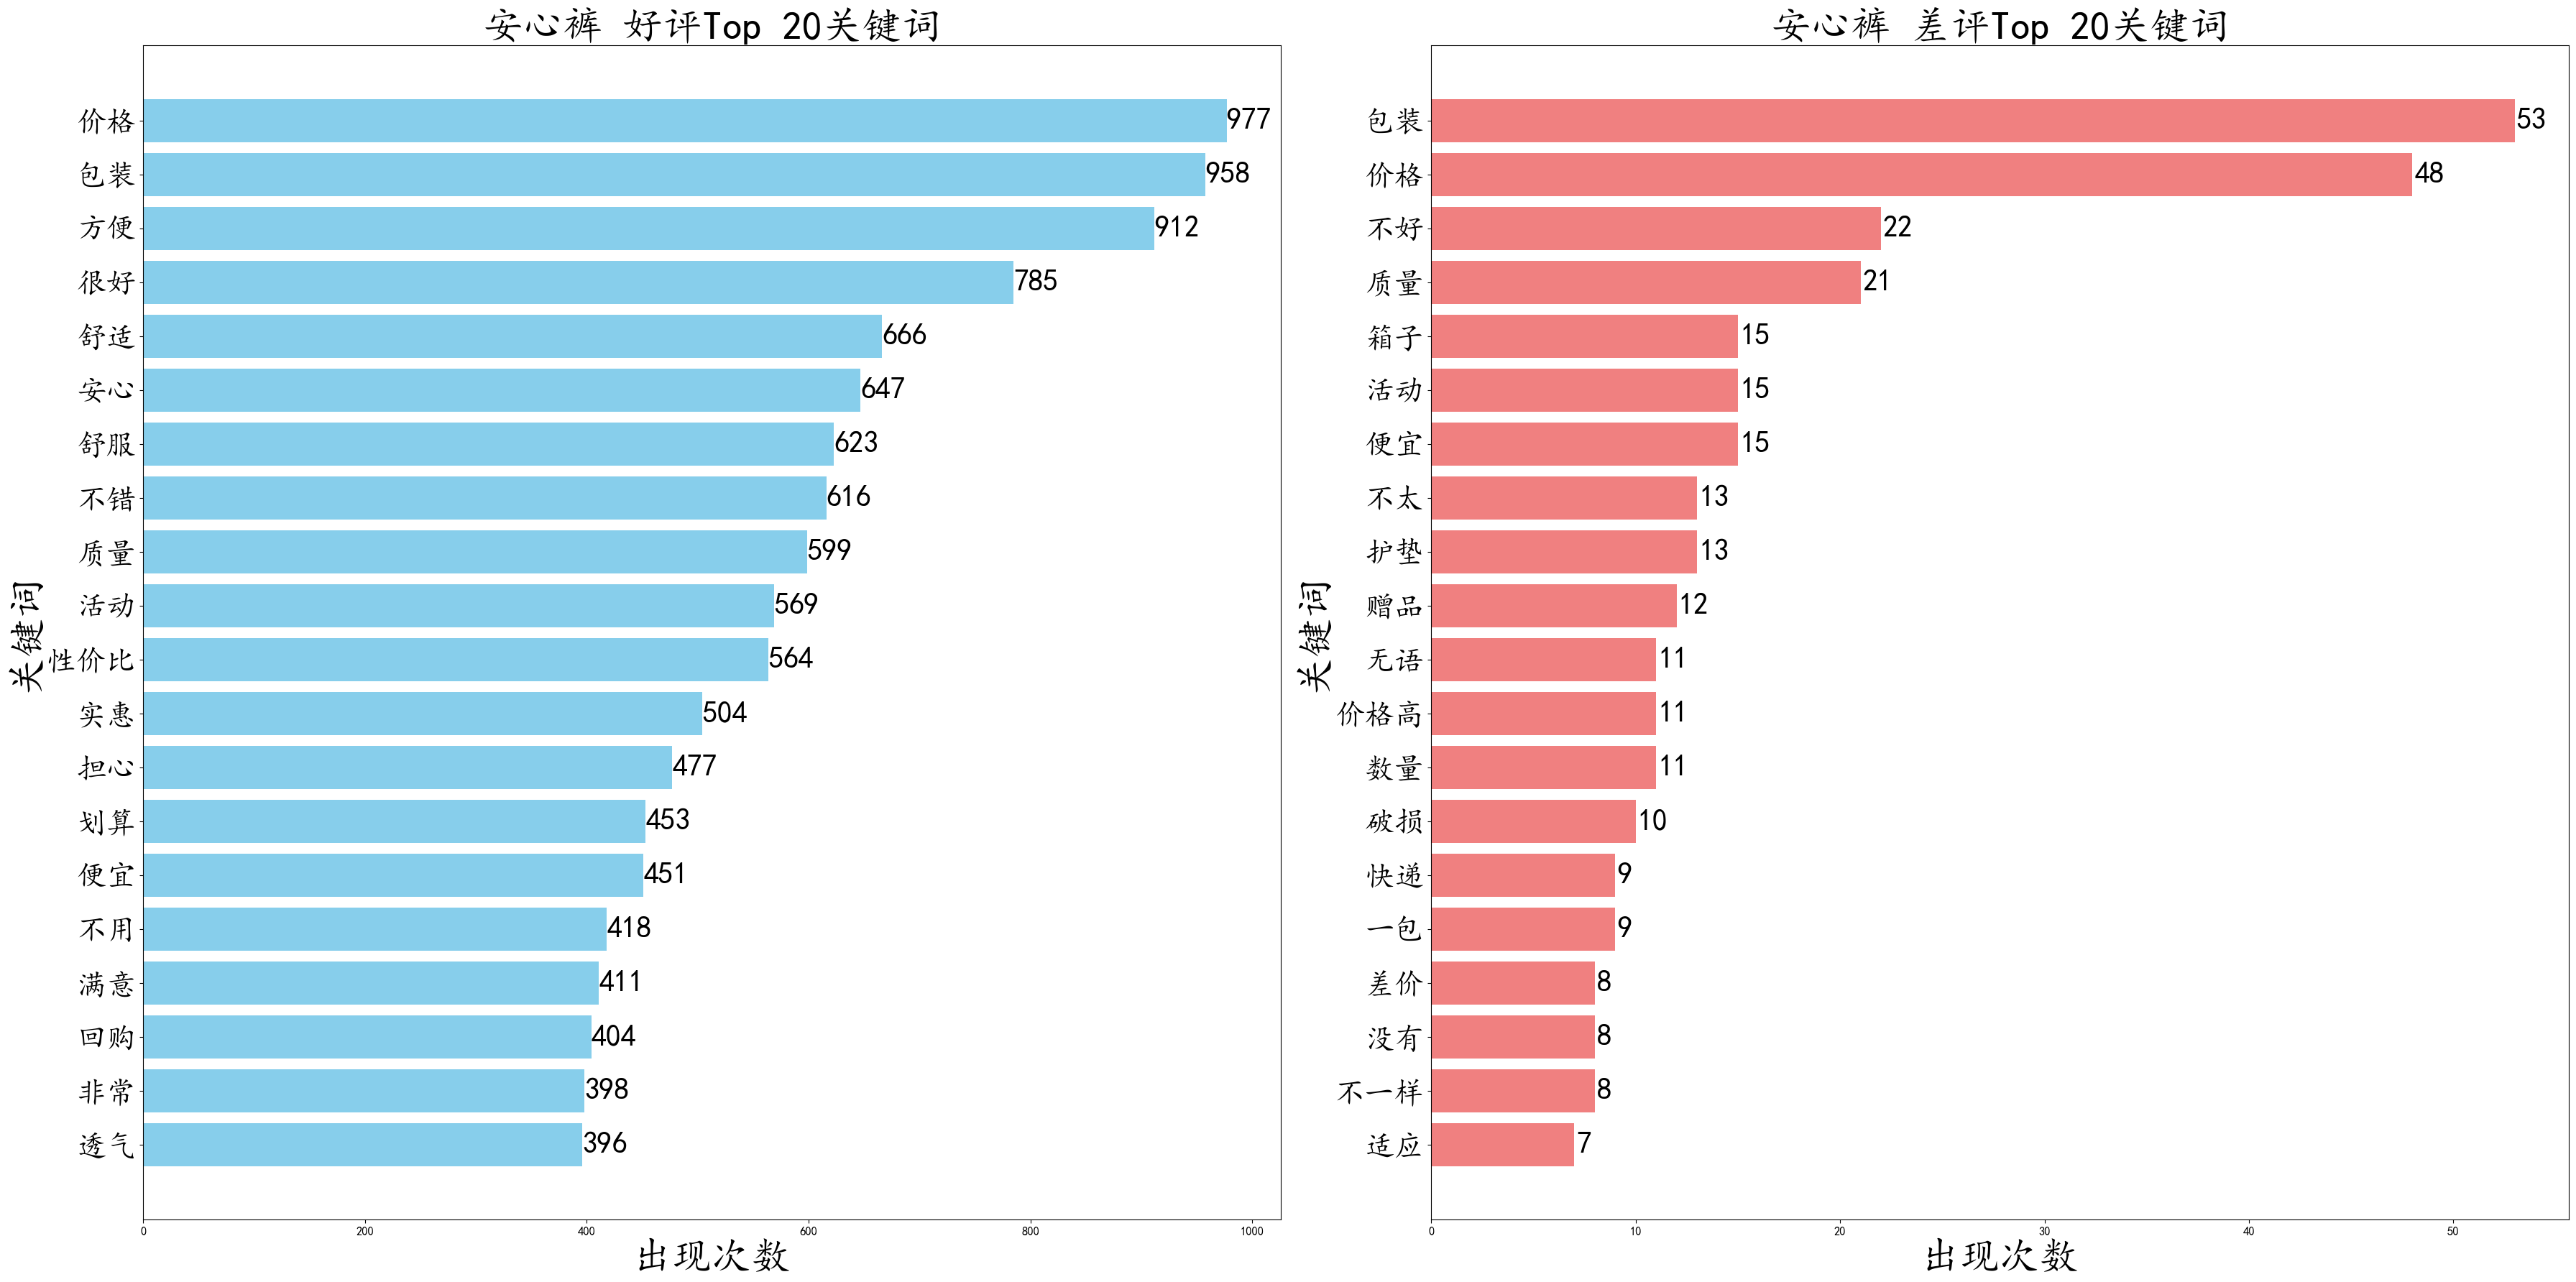 安心裤 好评Top 20关键词
关键词
价格 977
包装 958
方便 912
很好 785
舒适 666
安心 647
舒服 623
不错 616
质量 599
活动 569
性价比 564
实惠 504
担心 477
划算 453
便宜 451
不用 418
满意 411
回购 404
非常 398
透气 396
0 200 400 600 800 1000
出现次数
安心裤 差评Top 20关键词
关键词
包装 53
价格 48
不好 22
质量 21
箱子 15
活动 15
便宜 15
不太 13
护垫 13
赠品 12
无语 11
价格高 11
数量 11
破损 10
快递 9
一包 9
差价 8
没有 8
不一样 8
适应 7
0 10 20 30 40 50
出现次数